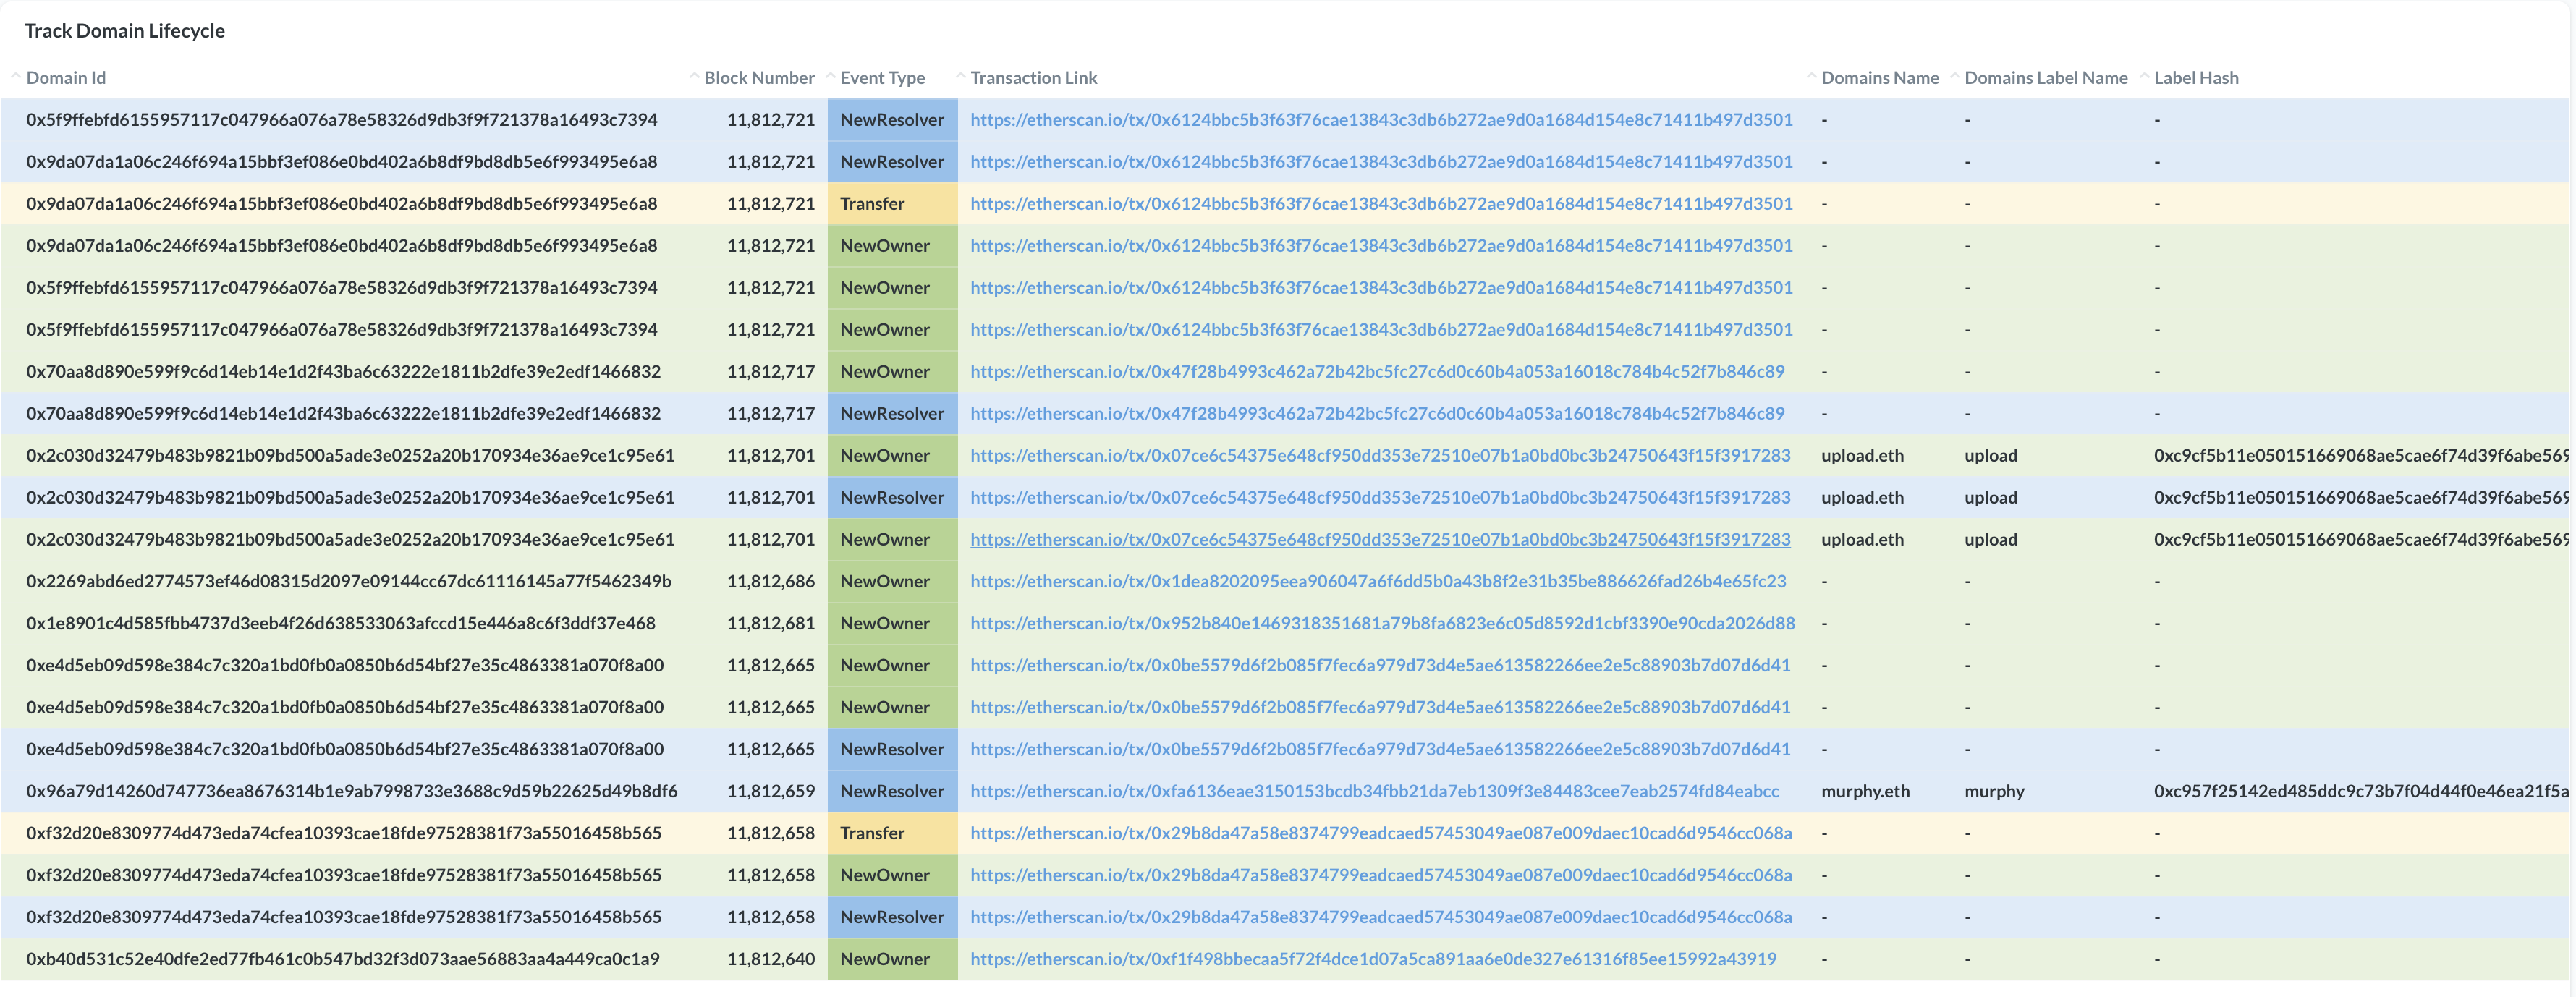 Track Domain Lifecycle
Domain Id Block Number Event Type Transaction Link Domains Name Domains Label Name Label Hash
0x5f9ffebfd6155957117c047966a076a78e58326d9db3f9f721378a16493c7394 11,812,721 NewResolver https://etherscan.io/tx/0x6124bbc5b3f63f76cae13843c3db6b272ae9d0a1684d154e8c71411b497d3501 - - -
0x9da07da1a06c246f694a15bbf3ef086e0bd402a6b8df9bd8db5e6f993495e6a8 11,812,721 NewResolver https://etherscan.io/tx/0x6124bbc5b3f63f76cae13843c3db6b272ae9d0a1684d154e8c71411b497d3501 - - -
0x9da07da1a06c246f694a15bbf3ef086e0bd402a6b8df9bd8db5e6f993495e6a8 11,812,721 Transfer https://etherscan.io/tx/0x6124bbc5b3f63f76cae13843c3db6b272ae9d0a1684d154e8c71411b497d3501 - - -
0x9da07da1a06c246f694a15bbf3ef086e0bd402a6b8df9bd8db5e6f993495e6a8 11,812,721 NewOwner https://etherscan.io/tx/0x6124bbc5b3f63f76cae13843c3db6b272ae9d0a1684d154e8c71411b497d3501 - - -
0x5f9ffebfd6155957117c047966a076a78e58326d9db3f9f721378a16493c7394 11,812,721 NewOwner https://etherscan.io/tx/0x6124bbc5b3f63f76cae13843c3db6b272ae9d0a1684d154e8c71411b497d3501 - - -
0x5f9ffebfd6155957117c047966a076a78e58326d9db3f9f721378a16493c7394 11,812,721 NewOwner https://etherscan.io/tx/0x6124bbc5b3f63f76cae13843c3db6b272ae9d0a1684d154e8c71411b497d3501 - - -
0x70aa8d890e599f9c6d14eb14e1d2f43ba6c63222e1811b2dfe39e2edf1466832 11,812,717 NewOwner https://etherscan.io/tx/0x47f28b4993c462a72b42bc5fc27c6d0c60b4a053a16018c784b4c52f7b846c89 - - -
0x70aa8d890e599f9c6d14eb14e1d2f43ba6c63222e1811b2dfe39e2edf1466832 11,812,717 NewResolver https://etherscan.io/tx/0x47f28b4993c462a72b42bc5fc27c6d0c60b4a053a16018c784b4c52f7b846c89 - - -
0x2c030d32479b483b9821b09bd500a5ade3e0252a20b170934e36ae9ce1c95e61 11,812,701 NewOwner https://etherscan.io/tx/0x07ce6c54375e648cf950dd353e72510e07b1a0bd0bc3b24750643f15f3917283 upload.eth upload 0xc9cf5b11e050151669068ae5cae6f74d39f6abe569
0x2c030d32479b483b9821b09bd500a5ade3e0252a20b170934e36ae9ce1c95e61 11,812,701 NewResolver https://etherscan.io/tx/0x07ce6c54375e648cf950dd353e72510e07b1a0bd0bc3b24750643f15f3917283 upload.eth upload 0xc9cf5b11e050151669068ae5cae6f74d39f6abe569
0x2c030d32479b483b9821b09bd500a5ade3e0252a20b170934e36ae9ce1c95e61 11,812,701 NewOwner https://etherscan.io/tx/0x07ce6c54375e648cf950dd353e72510e07b1a0bd0bc3b24750643f15f3917283 upload.eth upload 0xc9cf5b11e050151669068ae5cae6f74d39f6abe569
0x2269abd6ed2774573ef46d08315d2097e09144cc67dc61116145a77f5462349b 11,812,686 NewOwner https://etherscan.io/tx/0x1dea8202095eea906047a6f6dd5b0a43b8f2e31b35be886626fad26b4e65fc23 - - -
0x1e8901c4d585fbb4737d3eeb4f26d638533063afccd15e446a8c6f3ddf37e468 11,812,681 NewOwner https://etherscan.io/tx/0x952b840e1469318351681a79b8fa6823e6c05d8592d1cbf3390e90cda2026d88 - - -
0xe4d5eb09d598e384c7c320a1bd0fb0a0850b6d54bf27e35c4863381a070f8a00 11,812,665 NewOwner https://etherscan.io/tx/0x0be5579d6f2b085f7fec6a979d73d4e5ae613582266ee2e5c88903b7d07d6d41 - - -
0xe4d5eb09d598e384c7c320a1bd0fb0a0850b6d54bf27e35c4863381a070f8a00 11,812,665 NewOwner https://etherscan.io/tx/0x0be5579d6f2b085f7fec6a979d73d4e5ae613582266ee2e5c88903b7d07d6d41 - - -
0xe4d5eb09d598e384c7c320a1bd0fb0a0850b6d54bf27e35c4863381a070f8a00 11,812,665 NewResolver https://etherscan.io/tx/0x0be5579d6f2b085f7fec6a979d73d4e5ae613582266ee2e5c88903b7d07d6d41 - - -
0x96a79d14260d747736ea8676314b1e9ab7998733e3688c9d59b22625d49b8df6 11,812,659 NewResolver https://etherscan.io/tx/0xfa6136eae3150153bcdb34fbb21da7eb1309f3e84483cee7eab2574fd84eabcc murphy.eth murphy 0xc957f25142ed485ddc9c73b7f04d44f0e46ea21f5a
0xf32d20e8309774d473eda74cfea10393cae18fde97528381f73a55016458b565 11,812,658 Transfer https://etherscan.io/tx/0x29b8da47a58e8374799eadcaed57453049ae087e009daec10cad6d9546cc068a - - -
0xf32d20e8309774d473eda74cfea10393cae18fde97528381f73a55016458b565 11,812,658 NewOwner https://etherscan.io/tx/0x29b8da47a58e8374799eadcaed57453049ae087e009daec10cad6d9546cc068a - - -
0xf32d20e8309774d473eda74cfea10393cae18fde97528381f73a55016458b565 11,812,658 NewResolver https://etherscan.io/tx/0x29b8da47a58e8374799eadcaed57453049ae087e009daec10cad6d9546cc068a - - -
0xb40d531c52e40dfe2ed77fb461c0b547bd32f3d073aae56883aa4a449ca0c1a9 11,812,640 NewOwner https://etherscan.io/tx/0xf1f498bbecaa5f72f4dce1d07a5ca891aa6e0de327e61316f85ee15992a43919 - - -